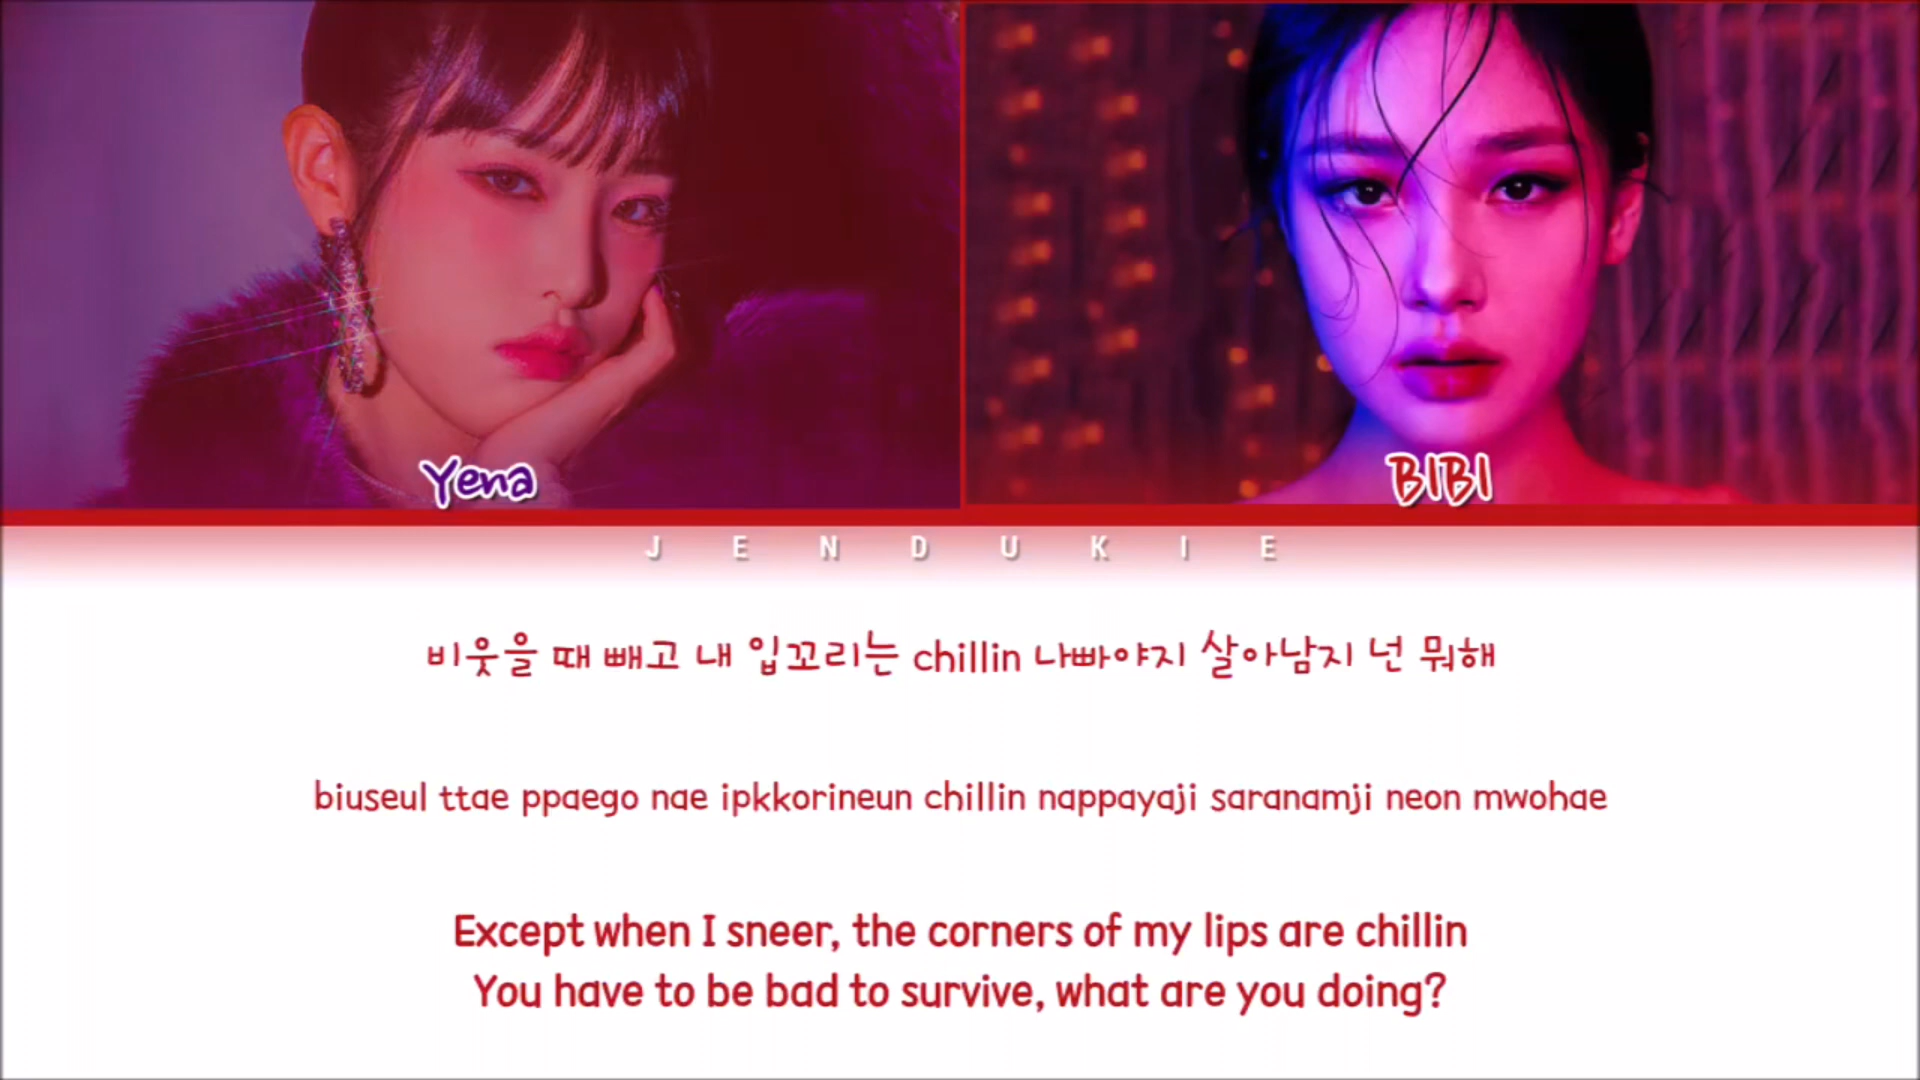 Yena
BIBI
JENDUKIE
비웃을 때 빼고 내 입꼬리는 chillin 나빠야지 살아남지 넌 뭐해
biuseul ttae ppaego nae ipkkorineun chillin nappayaji saranamji neon mwohae
Except when I sneer, the corners of my lips are chillin
You have to be bad to survive, what are you doing?